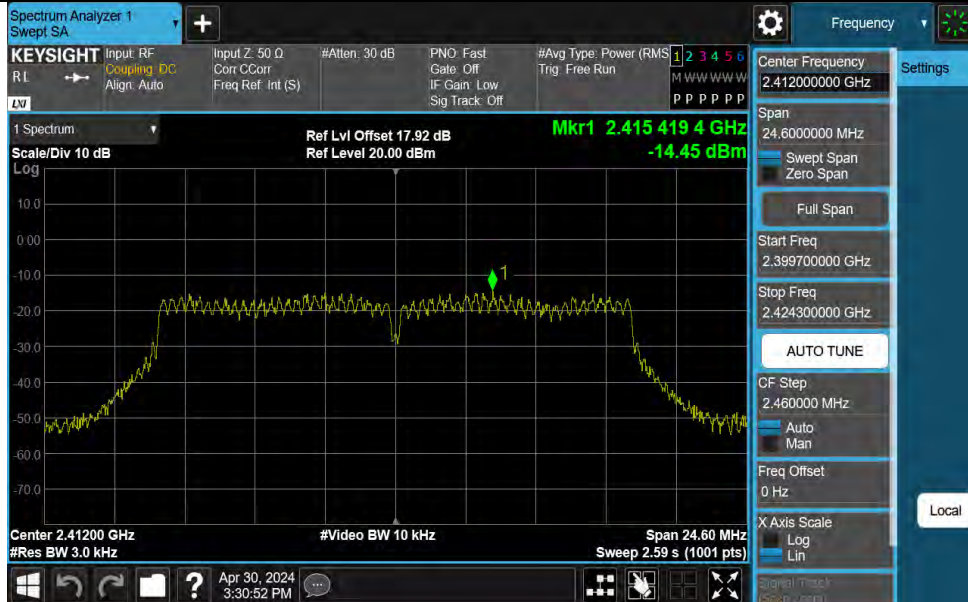 Spectrum Analyzer 1
Swept SA
Frequency
KEYSIGHT
RL
LXI
Input: RF
Coupling: DC
Align: Auto
Input Z: 50 Ω
Corr CCorr
Freq Ref: Int (S)
#Atten: 30 dB
PNO: Fast
Gate: Off
IF Gain: Low
Sig Track: Off
#Avg Type: Power (RMS
Trig: Free Run
1 2 3 4 5 6
M W W W W W
P P P P P P
1 Spectrum
Scale/Div 10 dB
Ref Lvl Offset 17.92 dB
Ref Level 20.00 dBm
Mkr1 2.415 419 4 GHz
-14.45 dBm
Log
10.0
0.00
-10.0
-20.0
-30.0
-40.0
-50.0
-60.0
-70.0
1
Center 2.41200 GHz
#Res BW 3.0 kHz
#Video BW 10 kHz
Span 24.60 MHz
Sweep 2.59 s (1001 pts)
Center Frequency
2.412000000 GHz
Span
24.6000000 MHz
Swept Span
Zero Span
Full Span
Start Freq
2.399700000 GHz
Stop Freq
2.424300000 GHz
AUTO TUNE
CF Step
2.460000 MHz
Auto
Man
Freq Offset
0 Hz
X Axis Scale
Log
Lin
Signal Track
(Span Zoom)
Settings
Local
?
Apr 30, 2024
3:30:52 PM